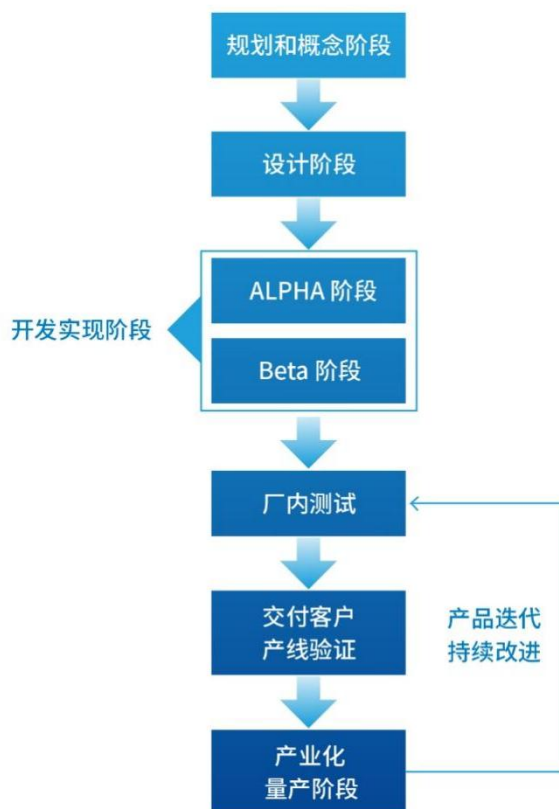 规划和概念阶段
设计阶段
ALPHA 阶段
开发实现阶段
Beta 阶段
厂内测试
交付客户
产线验证
产品迭代
持续改进
产业化
量产阶段